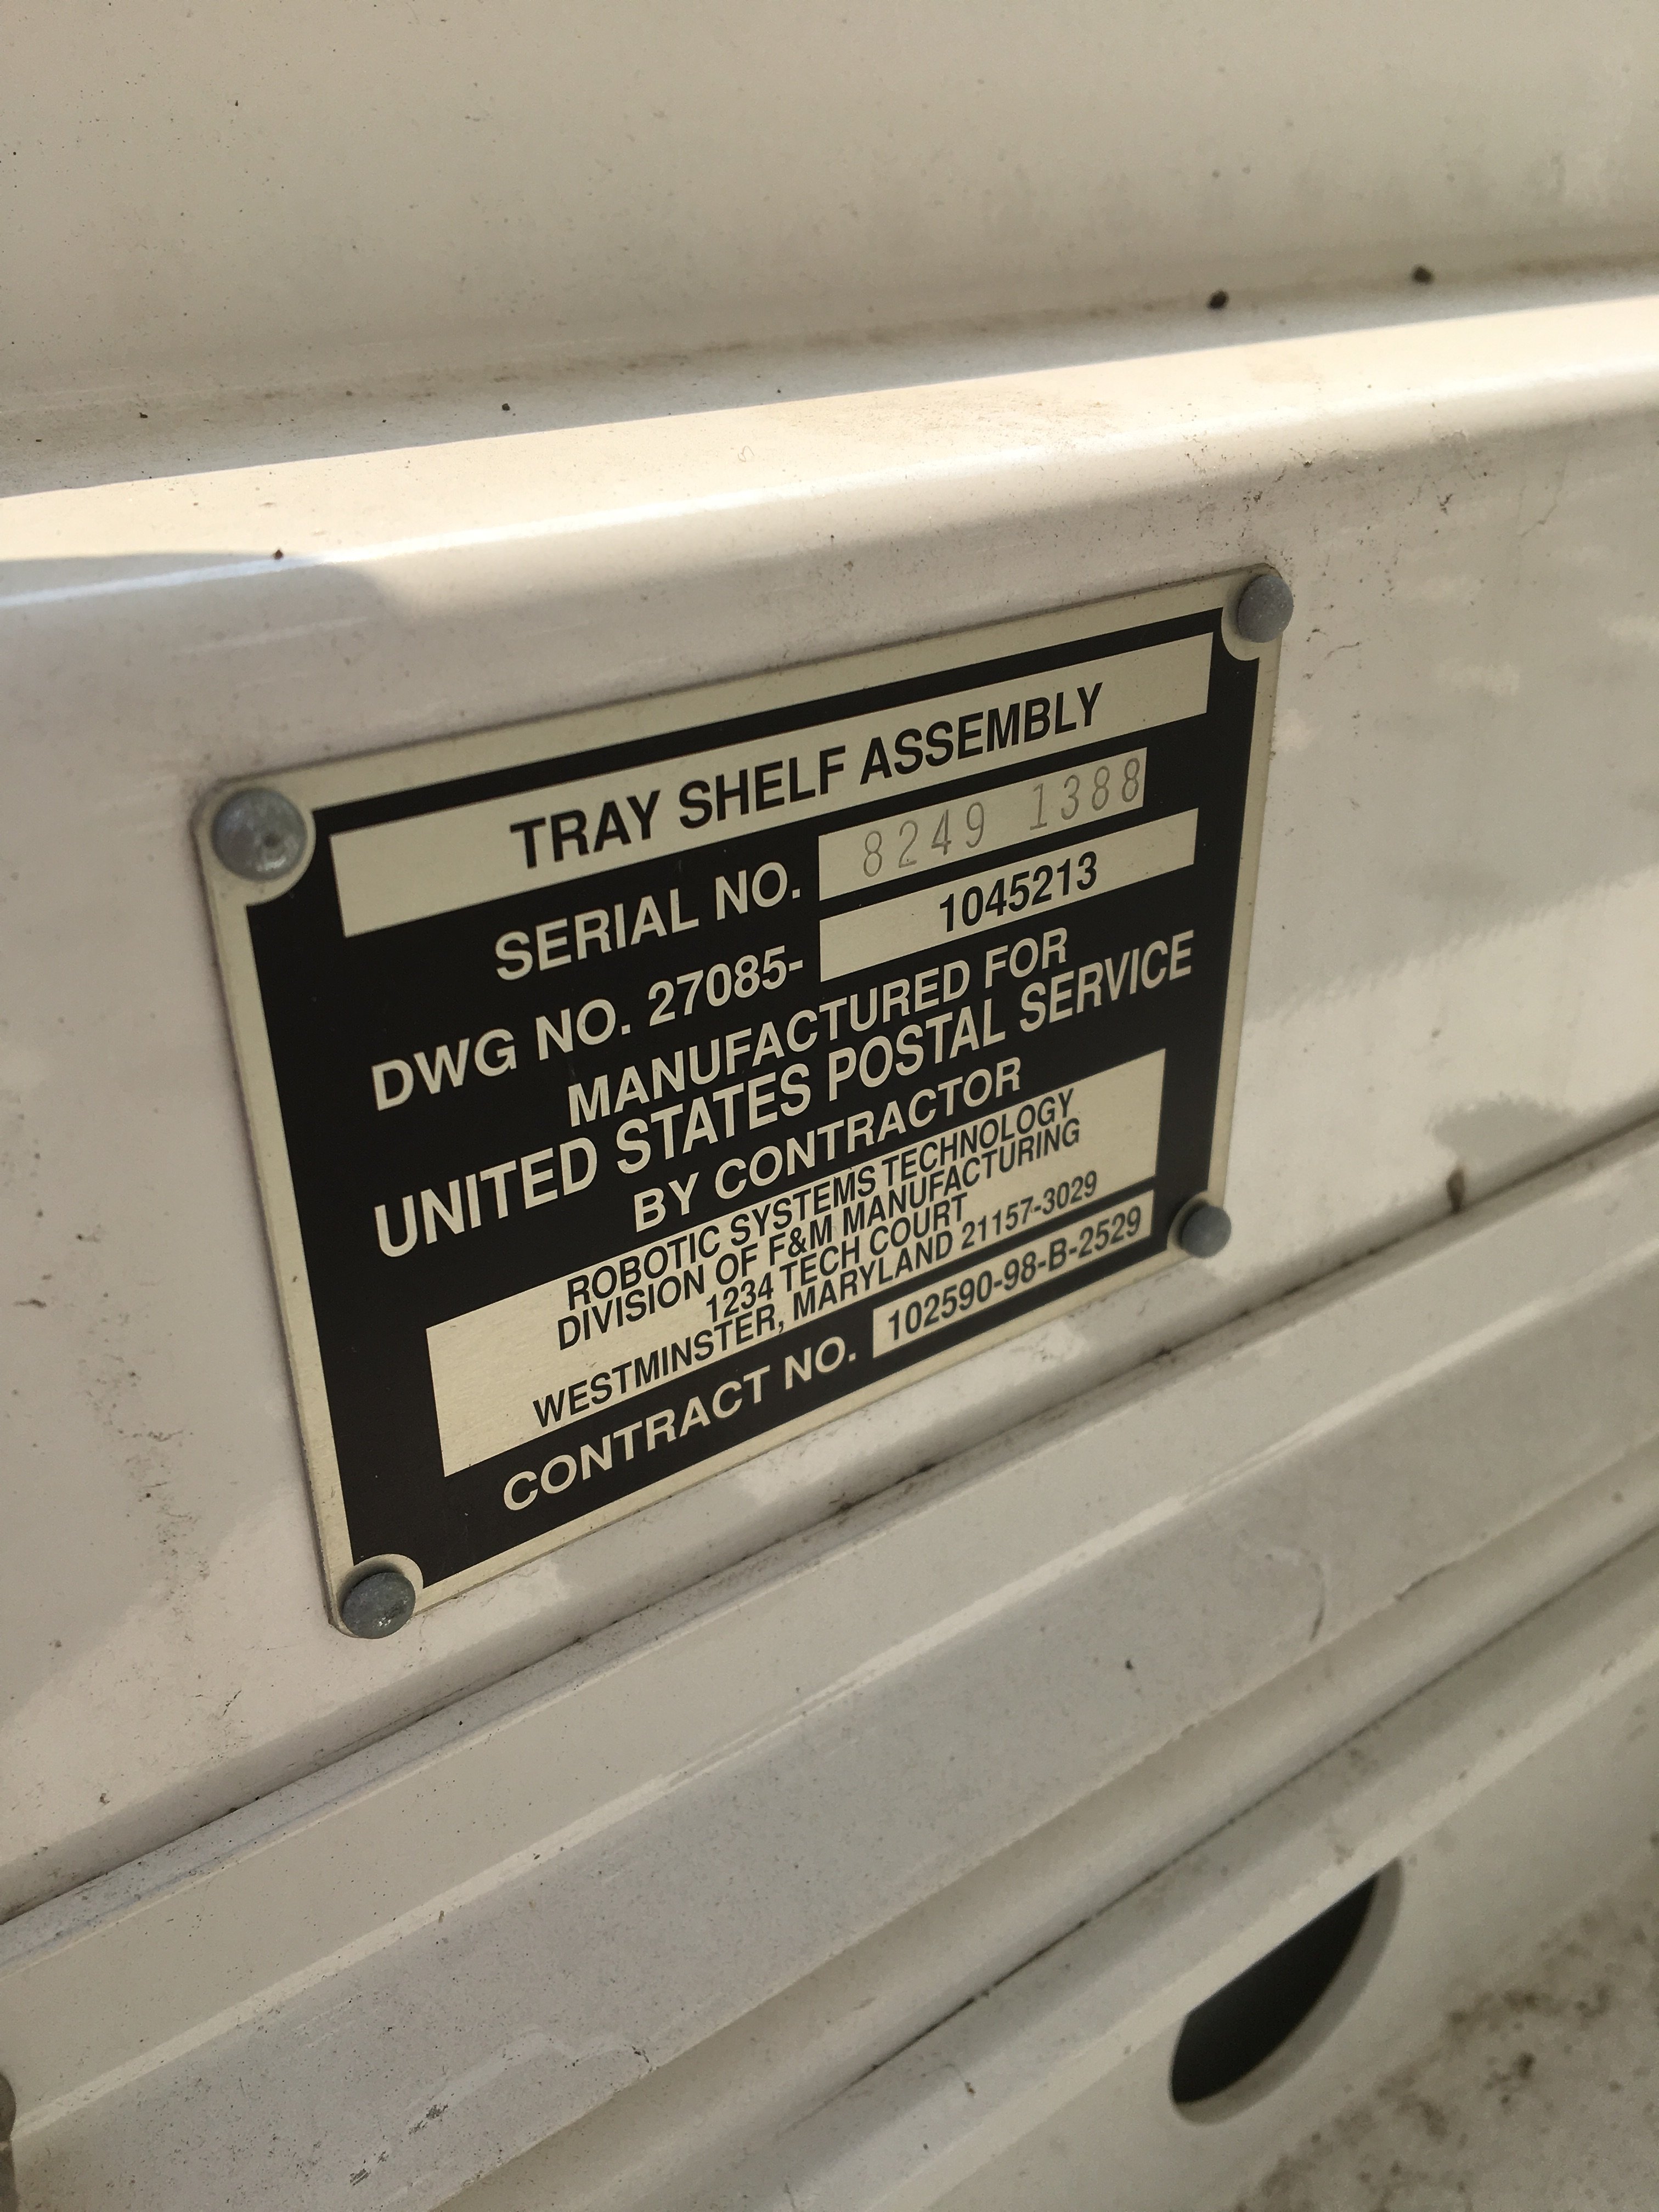 TRAY SHELF ASSEMBLY
SERIAL NO. 8249 1388
DWG NO. 27085- 1045213
MANUFACTURED FOR
UNITED STATES POSTAL SERVICE
BY CONTRACTOR
ROBOTIC SYSTEMS TECHNOLOGY
DIVISION OF F&M MANUFACTURING
1234 TECH COURT
WESTMINSTER, MARYLAND 21157-3029
CONTRACT NO. 102590-98-B-2529